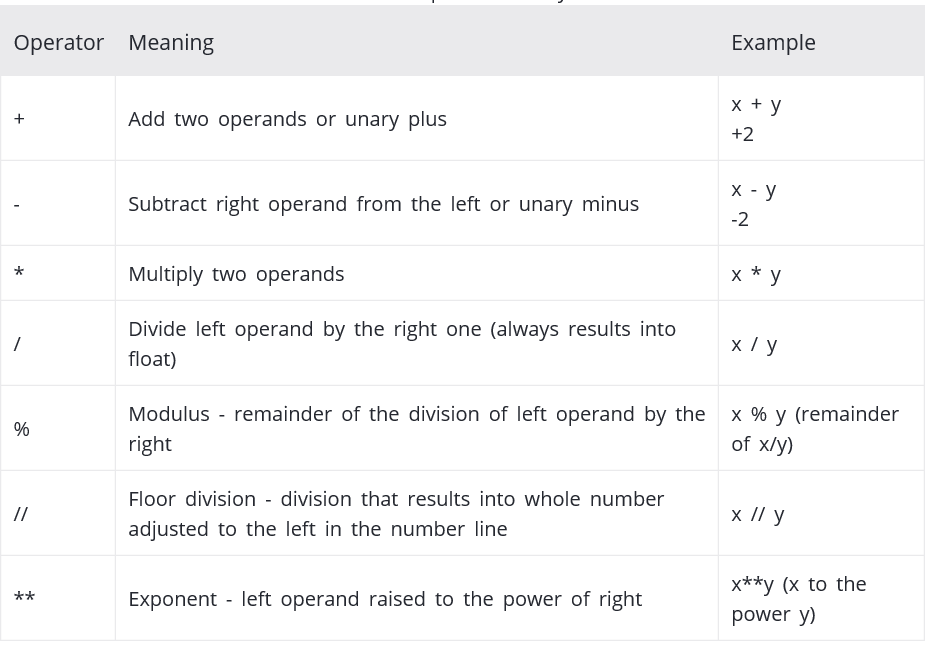 Operator Meaning Example
+ Add two operands or unary plus x + y
+2
- Subtract right operand from the left or unary minus x - y
-2
* Multiply two operands x * y
/ Divide left operand by the right one (always results into
float) x / y
% Modulus - remainder of the division of left operand by the
right x % y (remainder
of x/y)
// Floor division - division that results into whole number
adjusted to the left in the number line x // y
** Exponent - left operand raised to the power of right x**y (x to the
power y)